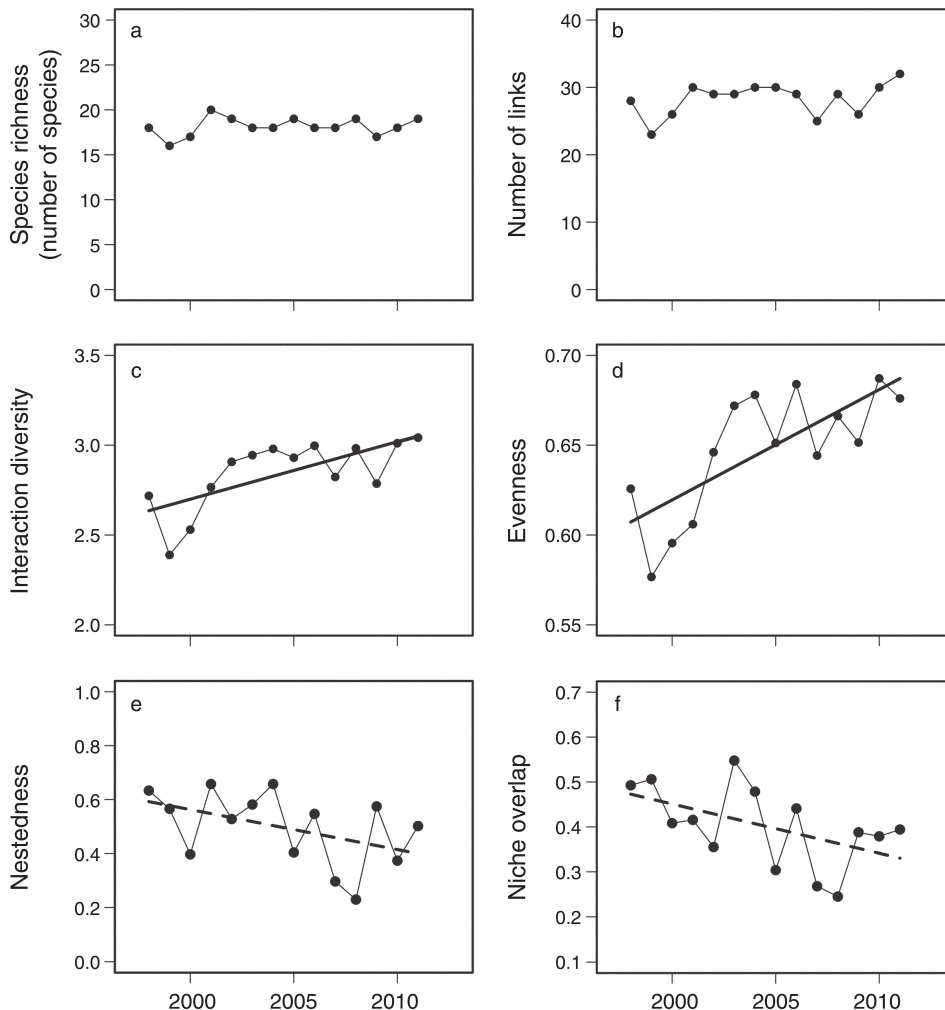 a
Species richness
(number of species)
30
25
20
15
10
5
0
b
Number of links
40
30
20
10
0
c
Interaction diversity
3.5
3.0
2.5
2.0
d
Evenness
0.70
0.65
0.60
0.55
e
Nestedness
1.0
0.8
0.6
0.4
0.2
0.0
2000 2005 2010
f
Niche overlap
0.7
0.6
0.5
0.4
0.3
0.2
0.1
2000 2005 2010